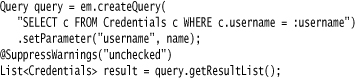 Query query = em.createQuery(
"SELECT c FROM Credentials c WHERE c.username = :username")
.setParameter("username", name);
@SuppressWarnings("unchecked")
List<Credentials> result = query.getResultList();